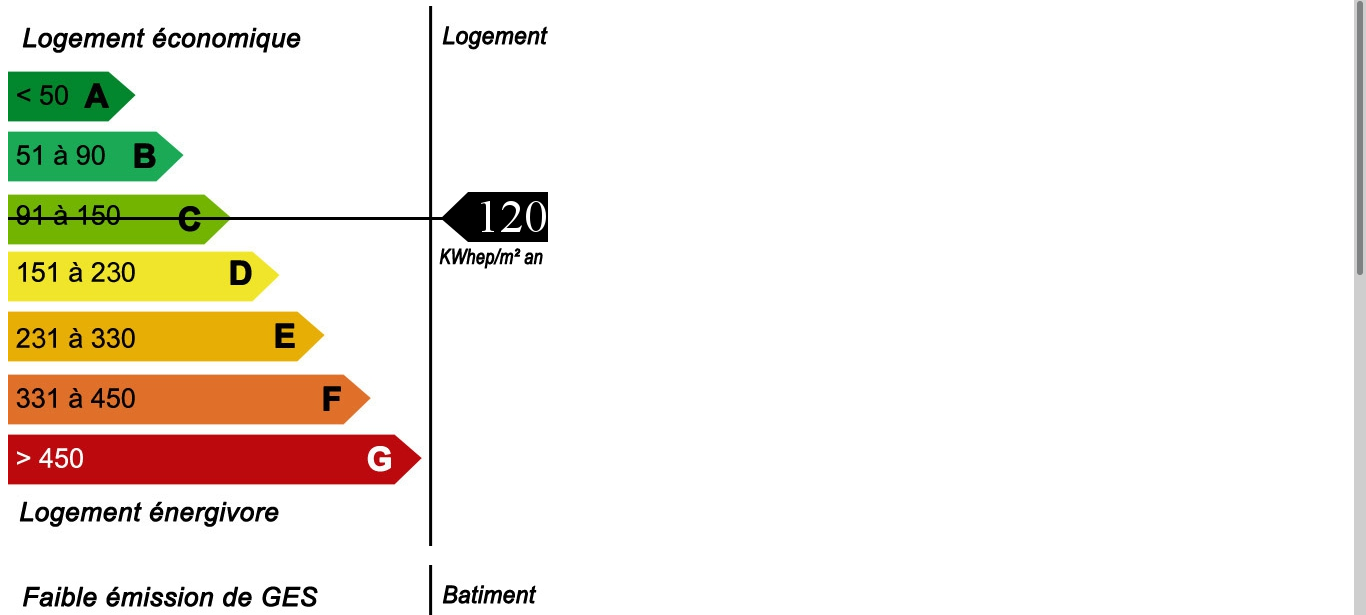 Logement économique
Logement
< 50 A
51 à 90 B
91 à 150 C
120
KWhep/m² an
151 à 230 D
231 à 330 E
331 à 450 F
> 450 G
Logement énergivore
Faible émission de GES
Batiment